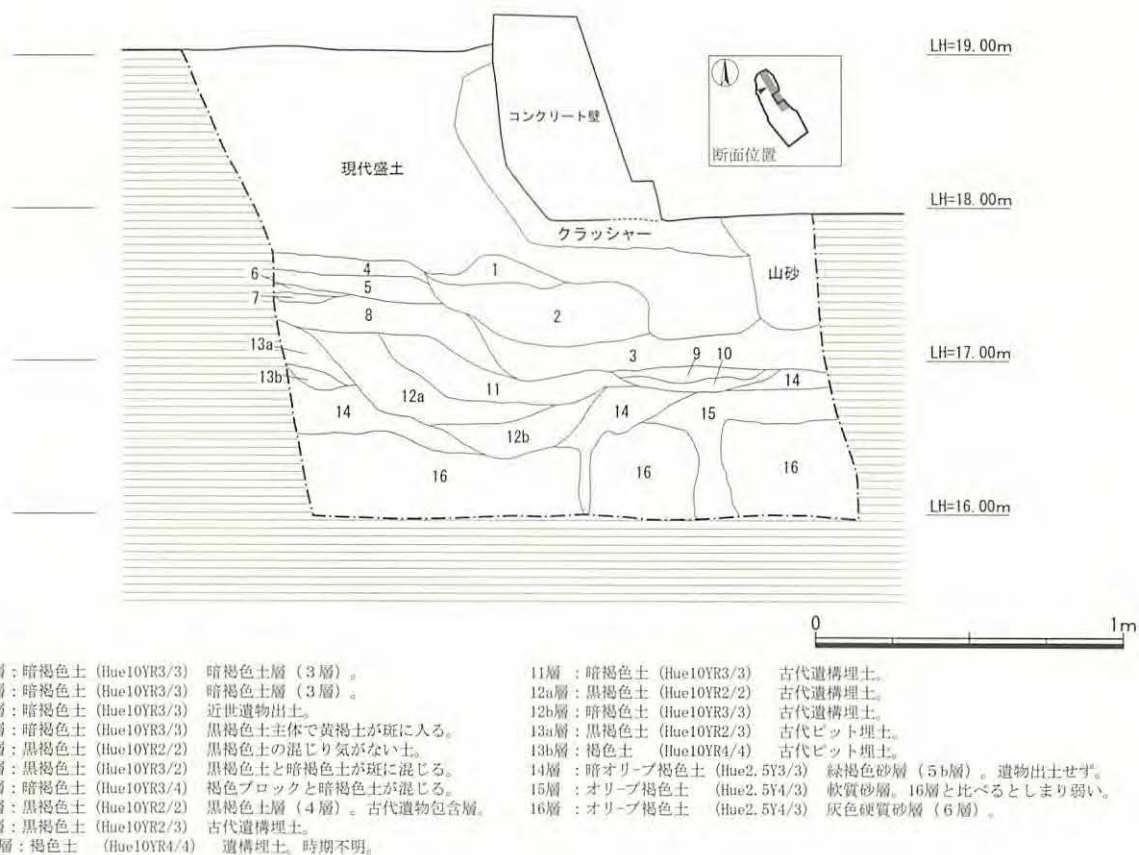 LH=19.00m
コンクリート壁
断面位置
現代盛土
LH=18.00m
クラッシャー
山砂
1
4
6
5
7
2
8
LH=17.00m
13a
3
9
10
14
13b
11
12a
14
14
15
12b
16
16
16
LH=16.00m
0
1m
層：暗褐色土 (Hue10YR3/3) 暗褐色土層（３層）。
層：暗褐色土 (Hue10YR3/3) 暗褐色土層（３層）。
層：暗褐色土 (Hue10YR3/3) 近世遺物出土。
層：暗褐色土 (Hue10YR3/3) 黒褐色土主体で黄褐土が斑に入る。
層：黒褐色土 (Hue10YR2/2) 黒褐色土の混じり気がない土。
層：黒褐色土 (Hue10YR3/2) 黒褐色土と暗褐色土が斑に混じる。
層：暗褐色土 (Hue10YR3/4) 褐色ブロックと暗褐色土が混じる。
層：黒褐色土 (Hue10YR2/2) 黒褐色土層（４層）。古代遺物包含層。
層：黒褐色土 (Hue10YR2/3) 古代遺構埋土。
層：褐色土 (Hue10YR4/4) 遺構埋土。時期不明。
11層：暗褐色土 (Hue10YR3/3) 古代遺構埋土。
12a層：黒褐色土 (Hue10YR2/2) 古代遺構埋土。
12b層：暗褐色土 (Hue10YR3/3) 古代遺構埋土。
13a層：黒褐色土 (Hue10YR2/3) 古代ピット埋土。
13b層：褐色土 (Hue10YR4/4) 古代ピット埋土。
14層：暗オリーブ褐色土 (Hue2.5Y3/3) 緑褐色砂層（５b層）。遺物出土せず。
15層：オリーブ褐色土 (Hue2.5Y4/3) 軟質砂層。16層と比べるとしまり弱い。
16層：オリーブ褐色土 (Hue2.5Y4/3) 灰色硬質砂層（６層）。